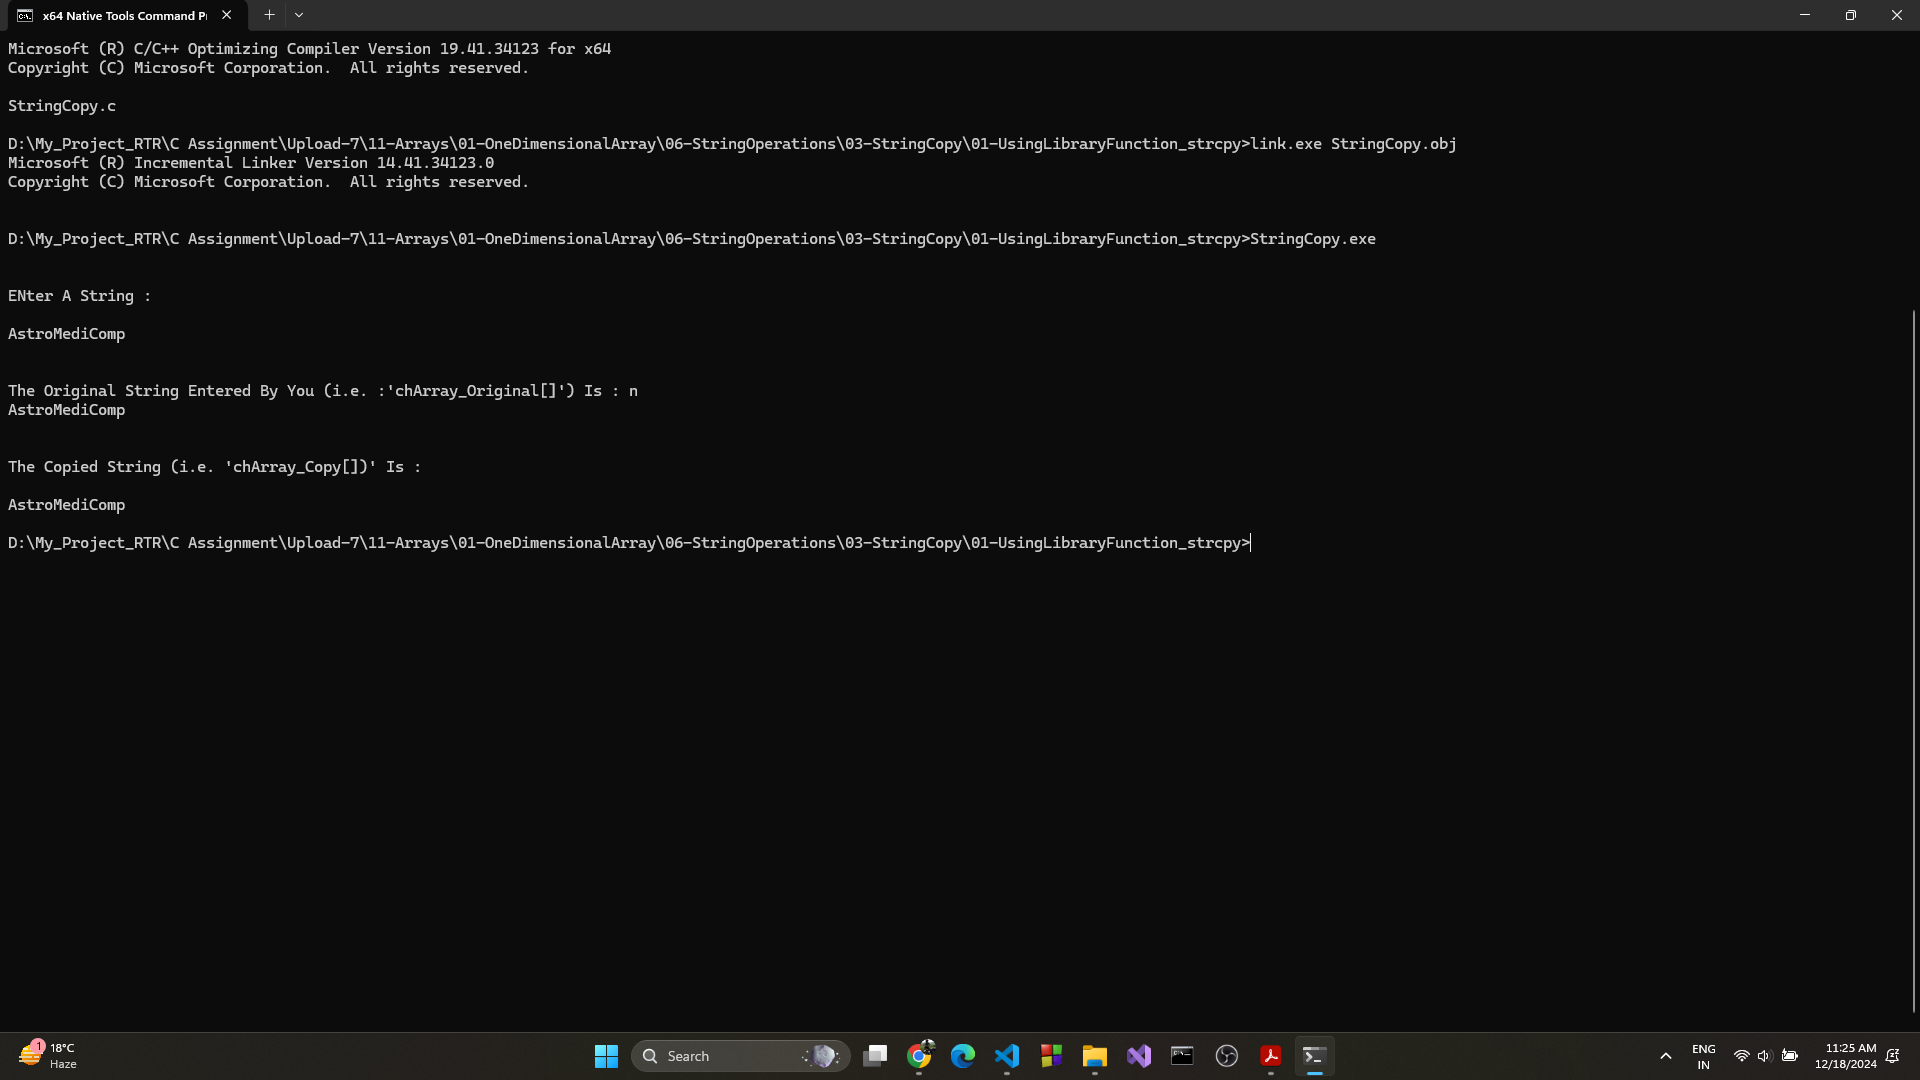 x64 Native Tools Command P
Microsoft (R) C/C++ Optimizing Compiler Version 19.41.34123 for x64
Copyright (C) Microsoft Corporation.  All rights reserved.
StringCopy.c
D:\My_Project_RTR\C Assignment\Upload-7\11-Arrays\01-OneDimensionalArray\06-StringOperations\03-StringCopy\01-UsingLibraryFunction_strcpy>link.exe StringCopy.obj
Microsoft (R) Incremental Linker Version 14.41.34123.0
Copyright (C) Microsoft Corporation.  All rights reserved.
D:\My_Project_RTR\C Assignment\Upload-7\11-Arrays\01-OneDimensionalArray\06-StringOperations\03-StringCopy\01-UsingLibraryFunction_strcpy>StringCopy.exe
ENter A String :
AstroMediComp
The Original String Entered By You (i.e. :'chArray_Original[]') Is : n
AstroMediComp
The Copied String (i.e. 'chArray_Copy[])' Is :
AstroMediComp
D:\My_Project_RTR\C Assignment\Upload-7\11-Arrays\01-OneDimensionalArray\06-StringOperations\03-StringCopy\01-UsingLibraryFunction_strcpy>
1
18°C
Haze
Search
ENG
IN
11:25 AM
12/18/2024